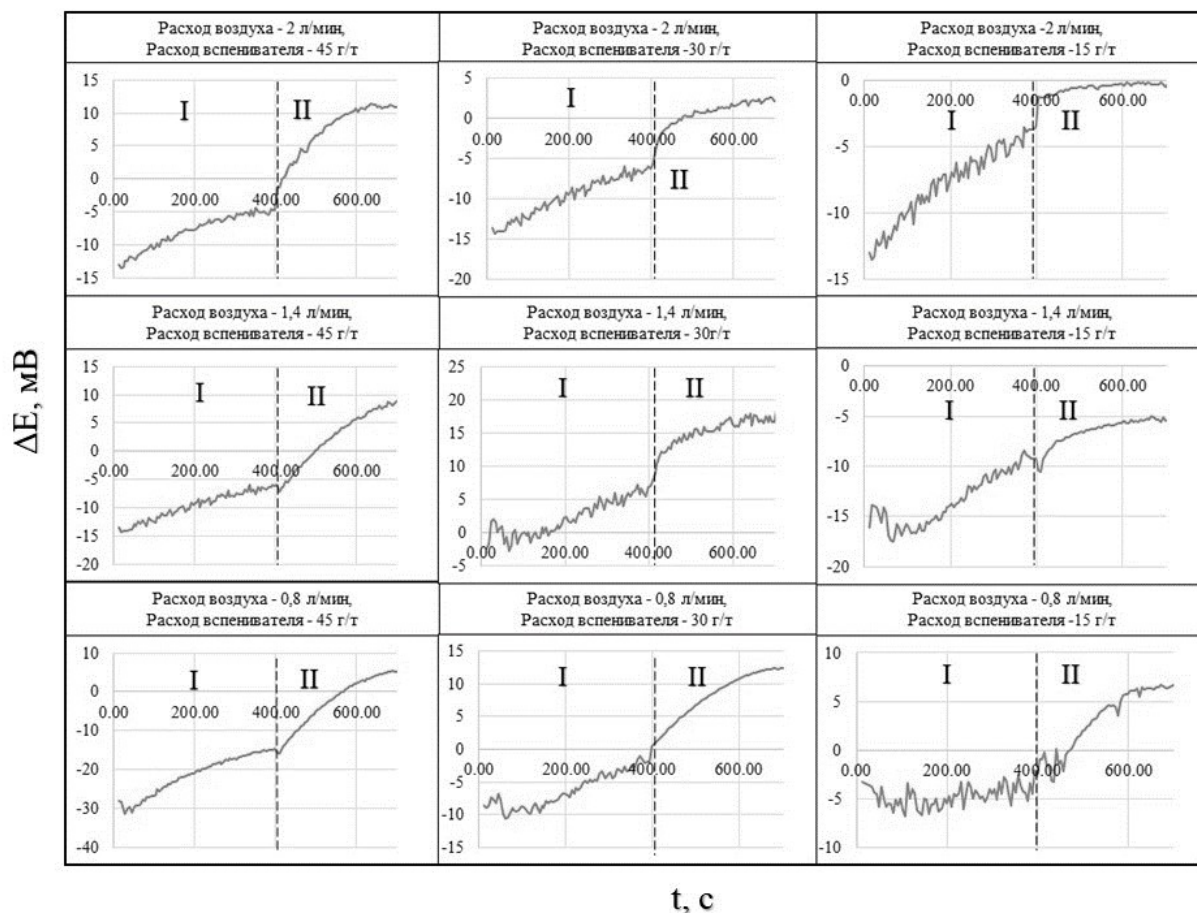 Расход воздуха - 2 л/мин,
Расход вспенивателя - 45 г/т
15
10
5
0
-5
-10
-15
0.00 200.00 400.00 600.00
I II
Расход воздуха - 2 л/мин,
Расход вспенивателя -30 г/т
5
0
-5
-10
-15
-20
0.00 200.00 400.00 600.00
I II
Расход воздуха -2 л/мин,
Расход вспенивателя -15 г/т
0
-5
-10
-15
0.00 200.00 400.00 600.00
I II
ΔE, мВ
Расход воздуха - 1,4 л/мин,
Расход вспенивателя - 45 г/т
15
10
5
0
-5
-10
-15
-20
0.00 200.00 400.00 600.00
I II
Расход воздуха - 1,4 л/мин,
Расход вспенивателя - 30г/т
25
20
15
10
5
0
-5
0.00 200.00 400.00 600.00
I II
Расход воздуха - 1,4 л/мин,
Расход вспенивателя -15 г/т
0
-5
-10
-15
-20
0.00 200.00 400.00 600.00
I II
Расход воздуха - 0,8 л/мин,
Расход вспенивателя - 45 г/т
10
0
-10
-20
-30
-40
0.00 200.00 400.00 600.00
I II
Расход воздуха - 0,8 л/мин,
Расход вспенивателя - 30 г/т
15
10
5
0
-5
-10
-15
0.00 200.00 400.00 600.00
I II
Расход воздуха - 0,8 л/мин,
Расход вспенивателя -15 г/т
10
5
0
-5
-10
0.00 200.00 400.00 600.00
I II
t, с